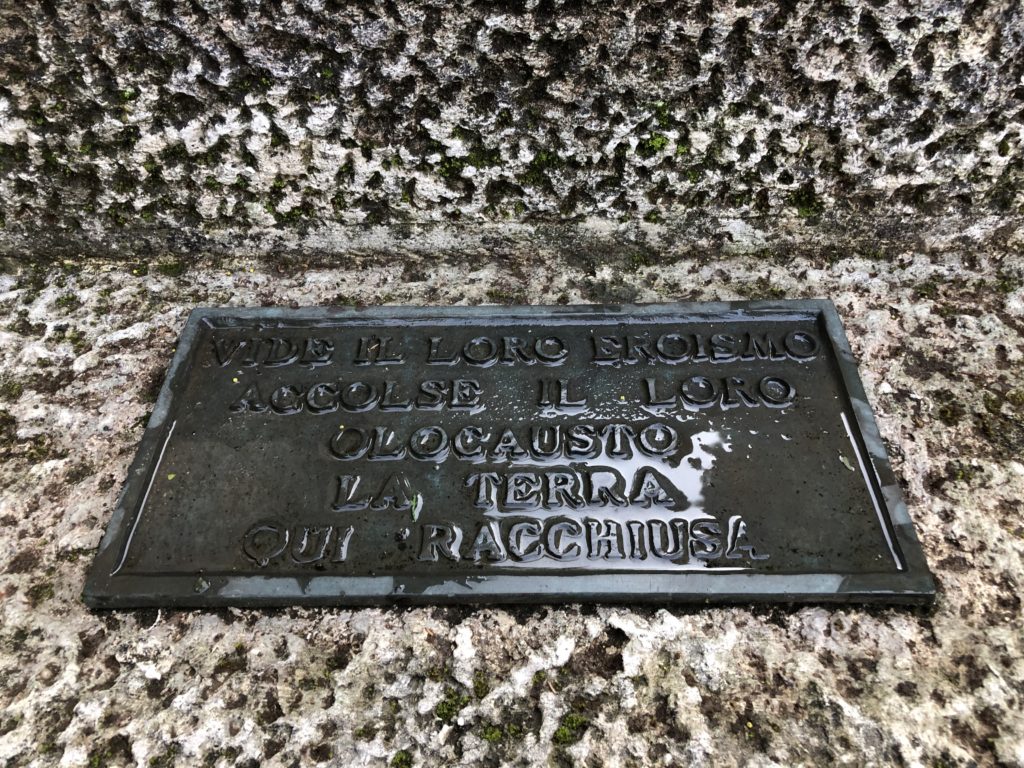 VIDE IL LORO EROISMO
ACCOLSE IL LORO
OLOCAUSTO
LA TERRA
QUI RACCHIUSA